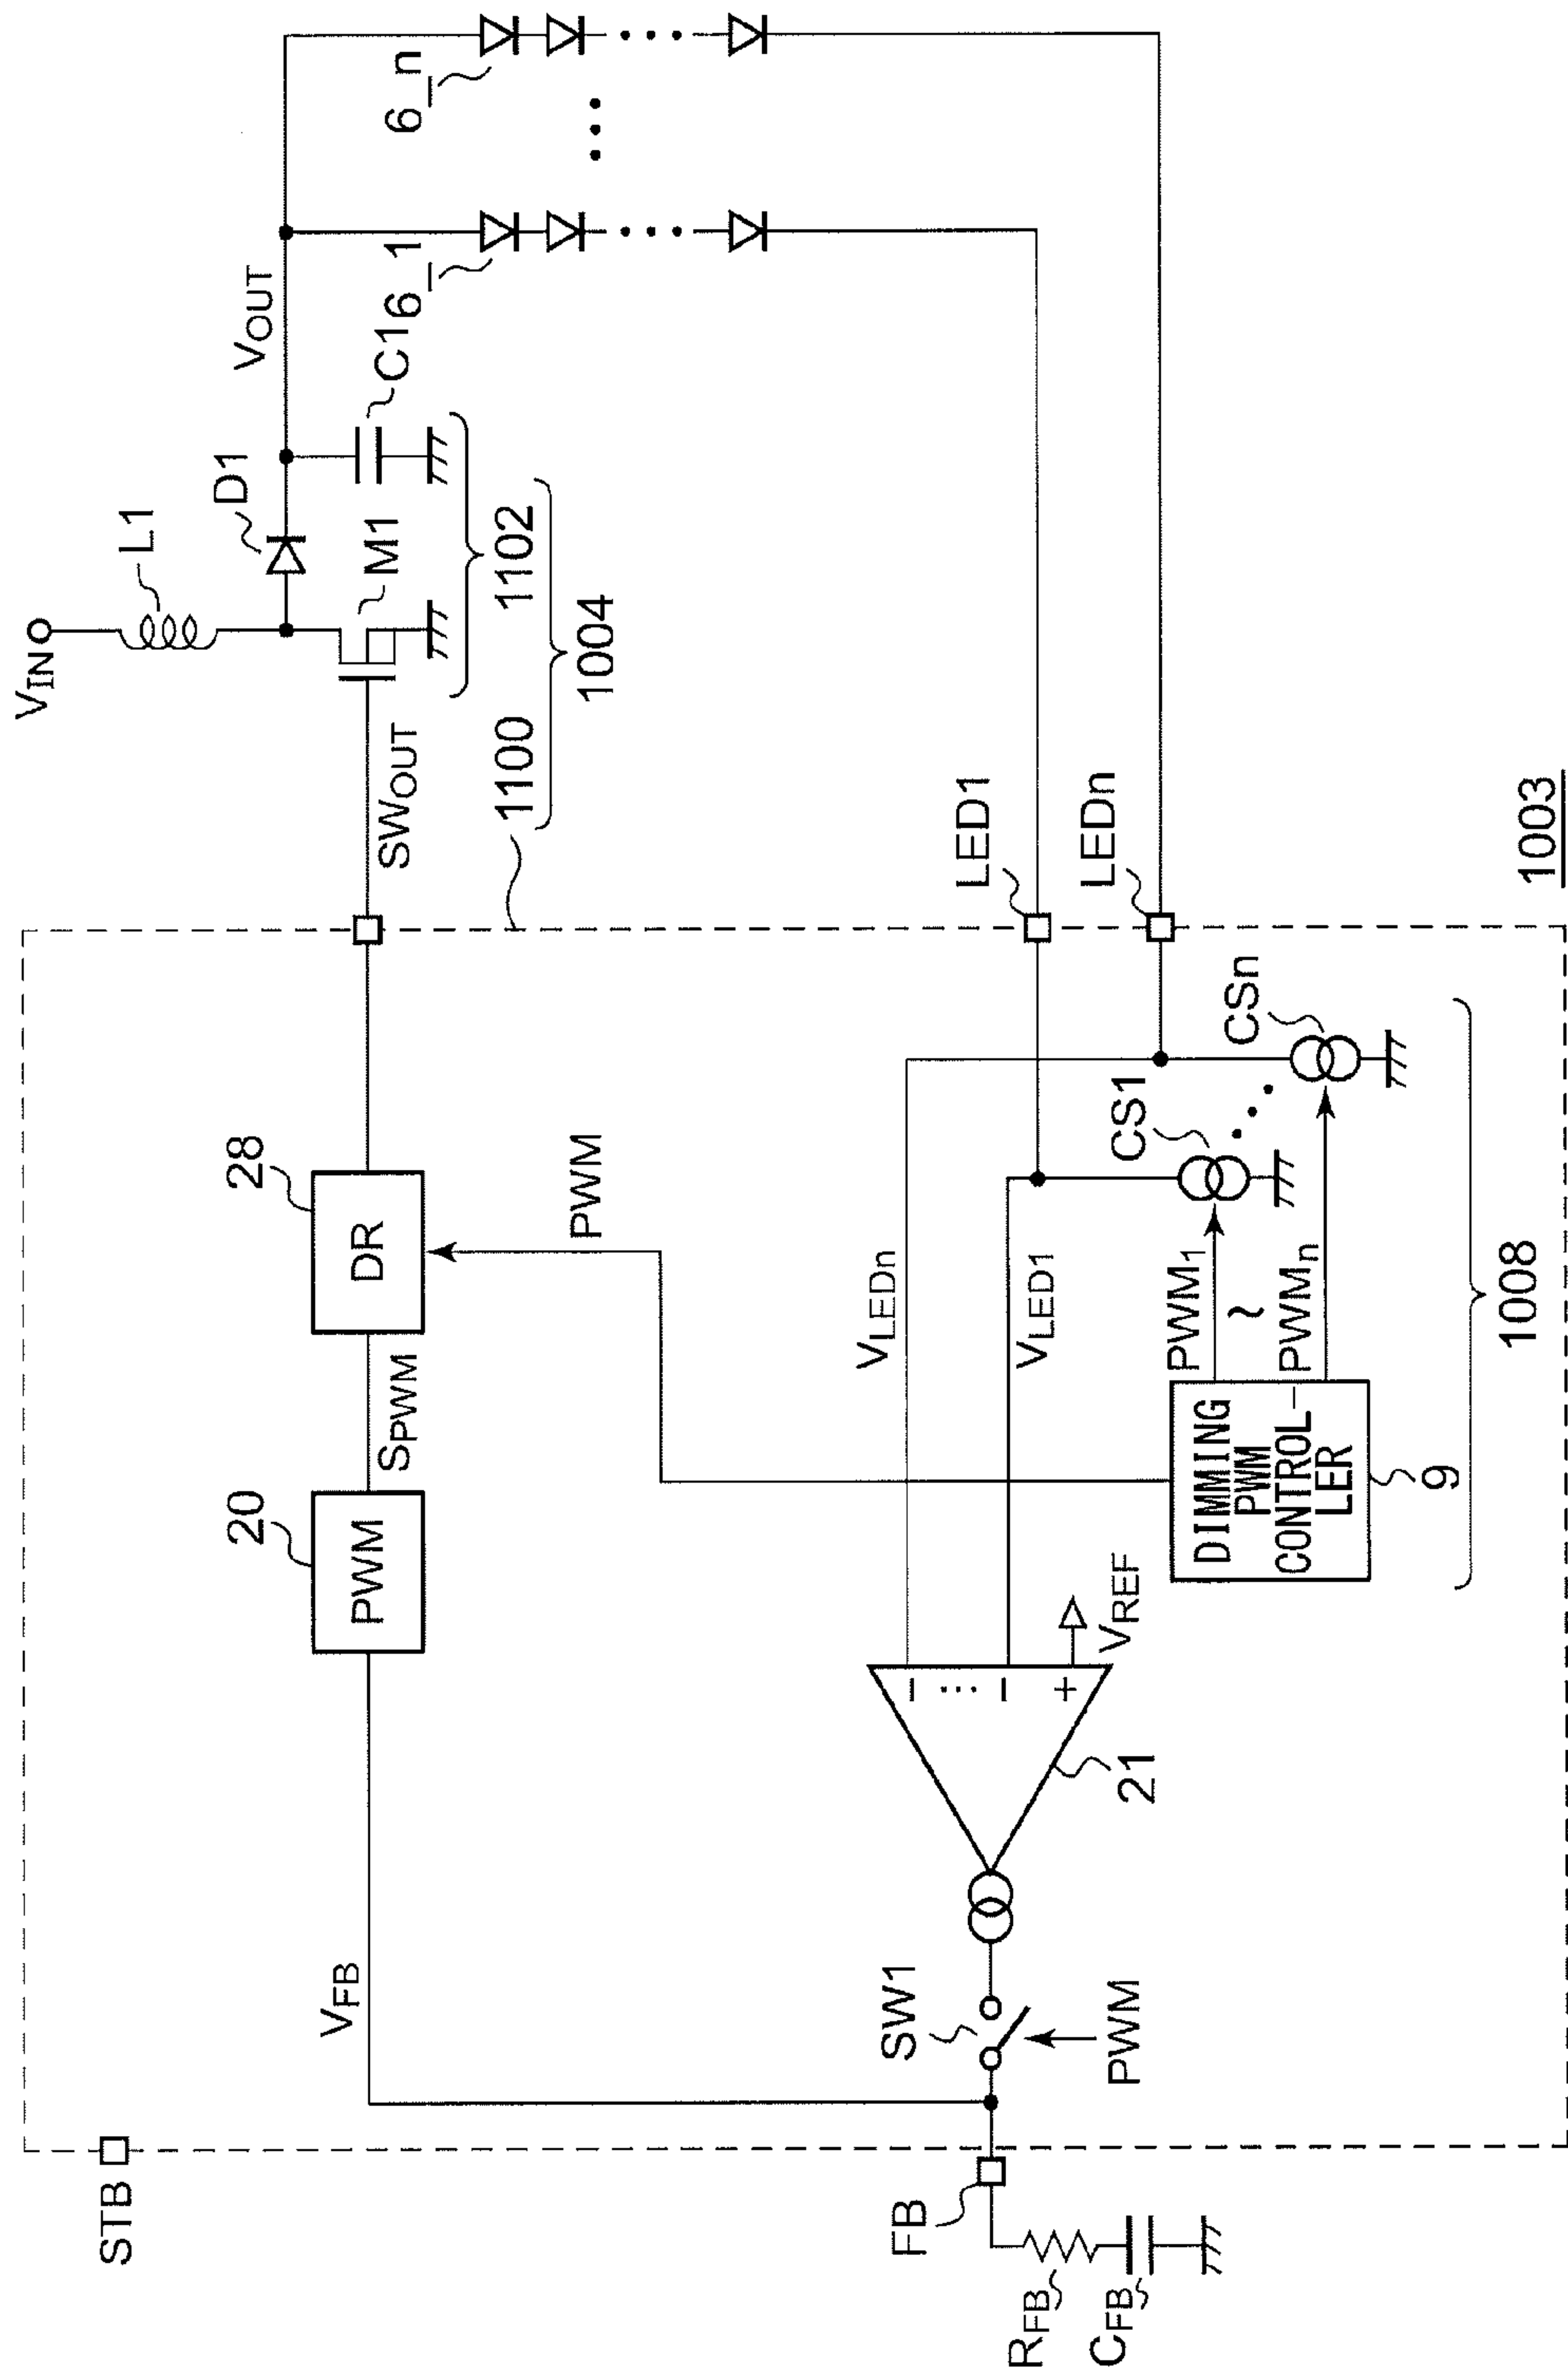 VIN
L1
D1
VOUT
STB
VFB
20
PWM
SPWM
28
DR
SWOUT
M1
C1
6_1
6_n
1100
1102
1004
PWM
FB
RFB
CFB
SW1
PWM
21
VREF
VLEDn
VLED1
LED1
LEDn
CS1
CSn
PWM1
~
PWMn
DIMMING
PWM
CONTROL-
LER
9
1008
1003